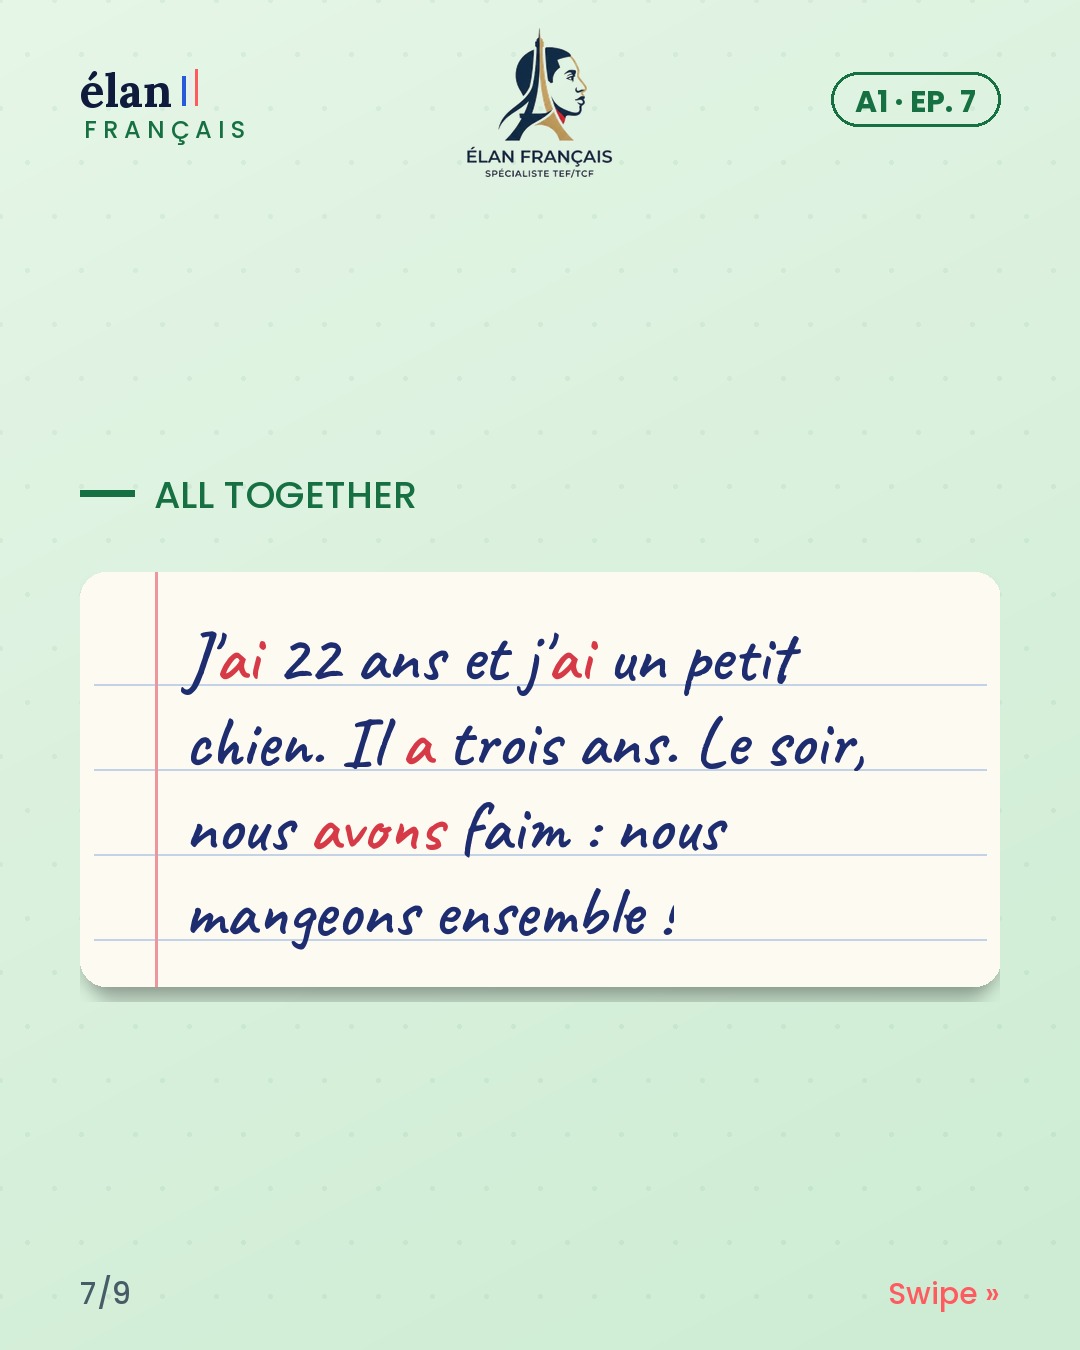 élan
FRANÇAIS
ÉLAN FRANÇAIS
SPÉCIALISTE TEF/TCF
A1 · EP. 7
ALL TOGETHER
J'ai 22 ans et j'ai un petit
chien. Il a trois ans. Le soir,
nous avons faim : nous
mangeons ensemble !
7/9
Swipe »